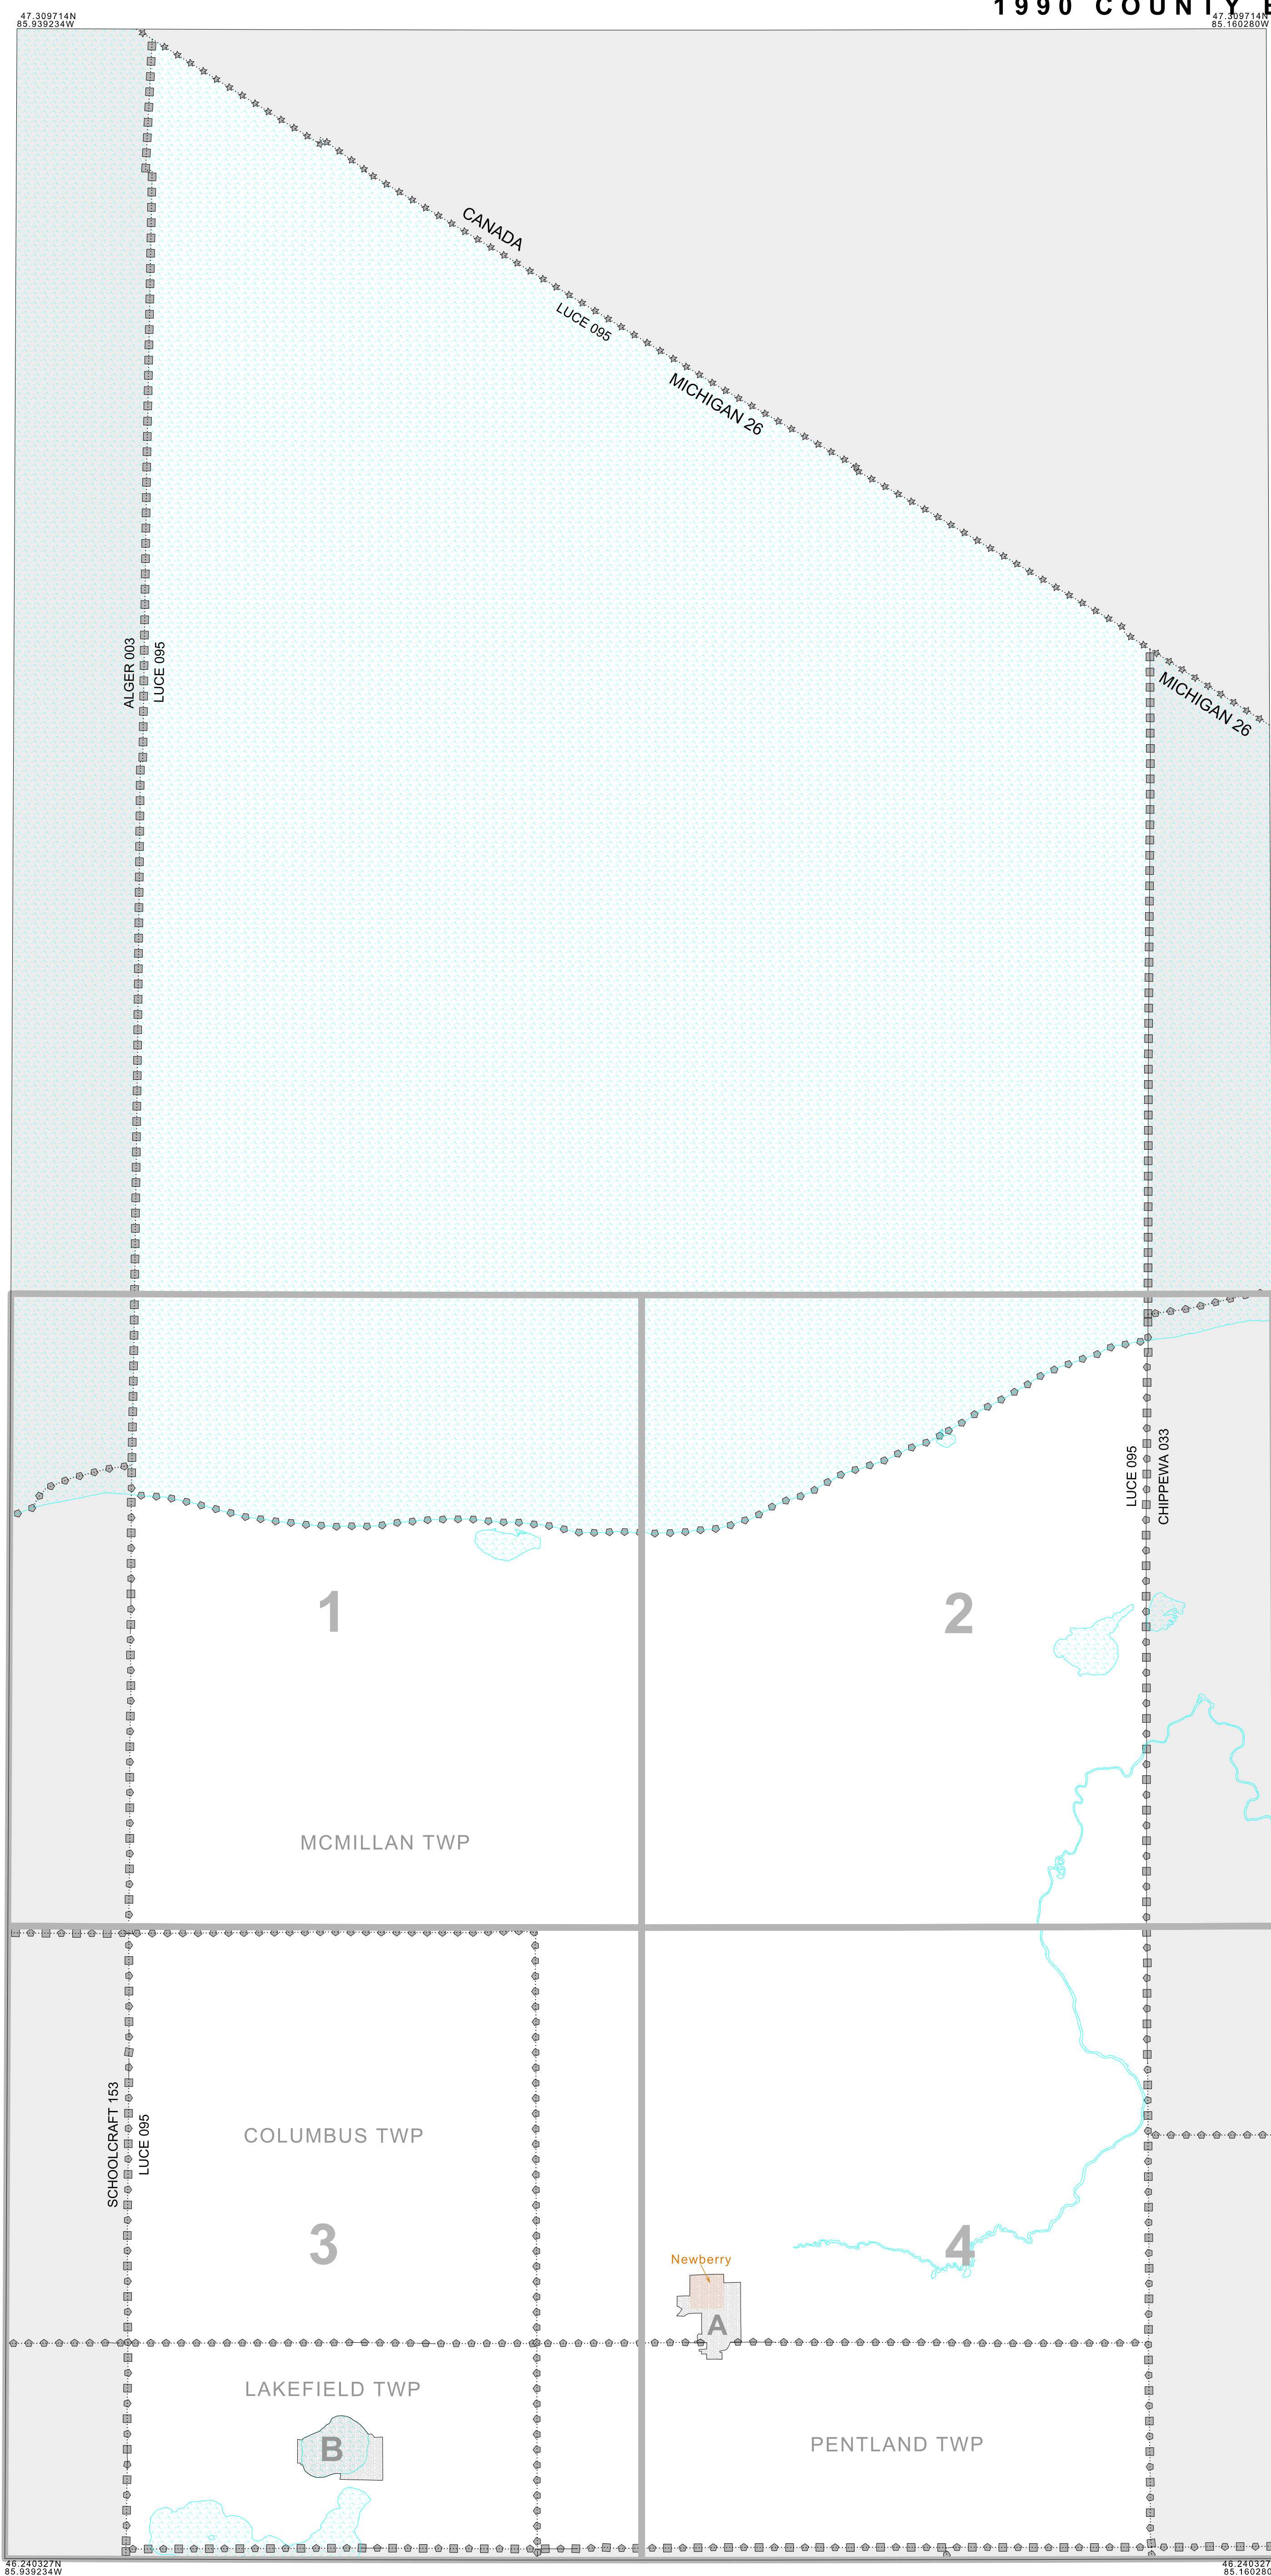 1990 COUNTY B
47.309714N
85.939234W
47.309714N
85.160280W
CANADA
LUCE 095
MICHIGAN 26
ALGER 003
LUCE 095
MICHIGAN 26
LUCE 095
CHIPPEWA 033
1
2
MCMILLAN TWP
SCHOOLCRAFT 153
LUCE 095
COLUMBUS TWP
3
4
Newberry
A
LAKEFIELD TWP
B
PENTLAND TWP
46.240327N
85.939234W
46.240327
85.160280